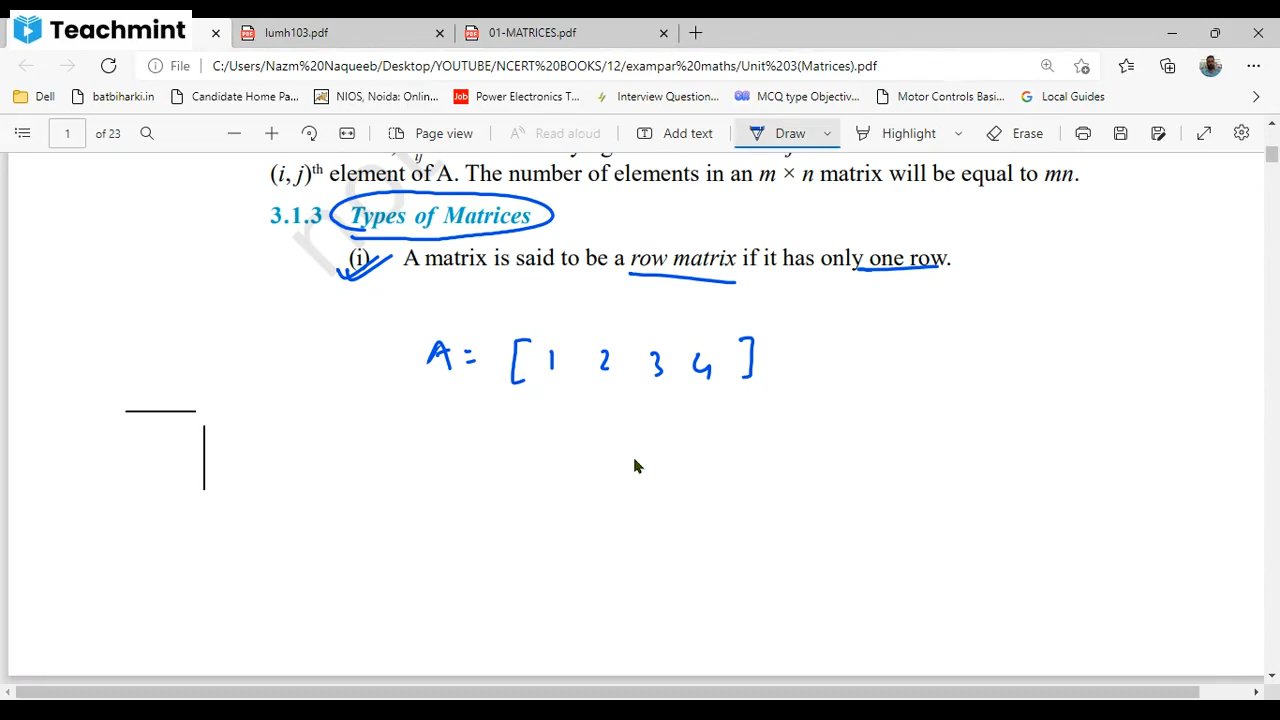 Teachmint
lumh103.pdf
01-MATRICES.pdf
File
C:/Users/Nazm%20Naqueeb/Desktop/YOUTUBE/NCERT%20BOOKS/12/exampar%20maths/Unit%203(Matrices).pdf
Dell
batbiharki.in
Candidate Home Pa...
NIOS, Noida: Onlin...
Job
Power Electronics T...
Interview Question...
MCQ type Objectiv...
Motor Controls Basi...
Local Guides
1 of 23
Page view
Read aloud
Add text
Draw
Highlight
Erase
(i, j)th element of A. The number of elements in an m × n matrix will be equal to mn.
3.1.3 Types of Matrices
(i) A matrix is said to be a row matrix if it has only one row.
A = [ 1 2 3 4 ]